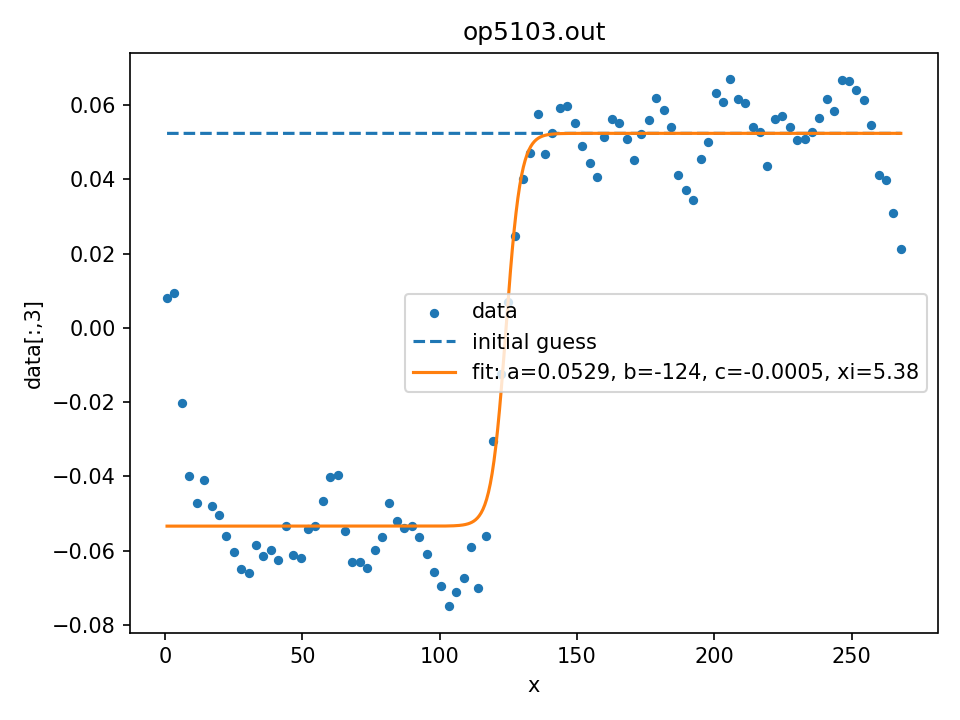 op5103.out
data[:,3]
0.06
0.04
0.02
0.00
−0.02
−0.04
−0.06
−0.08
data
initial guess
fit: a=0.0529, b=-124, c=-0.0005, xi=5.38
0 50 100 150 200 250
x